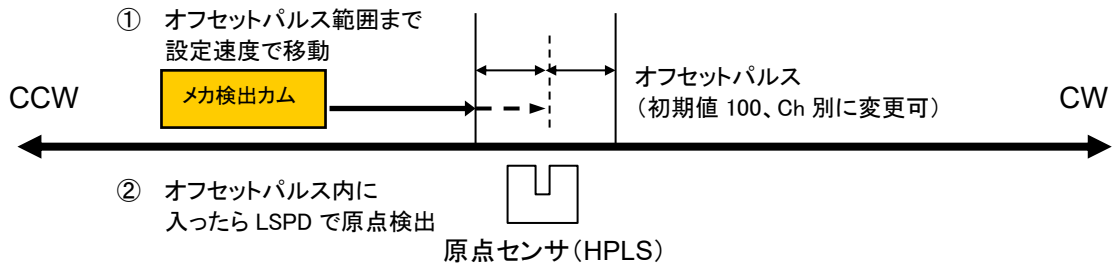 ① オフセットパルス範囲まで
設定速度で移動
メカ検出カム
オフセットパルス
（初期値 100、Ch 別に変更可）
CCW
CW
② オフセットパルス内に
入ったら LSPD で原点検出
原点センサ（HPLS）